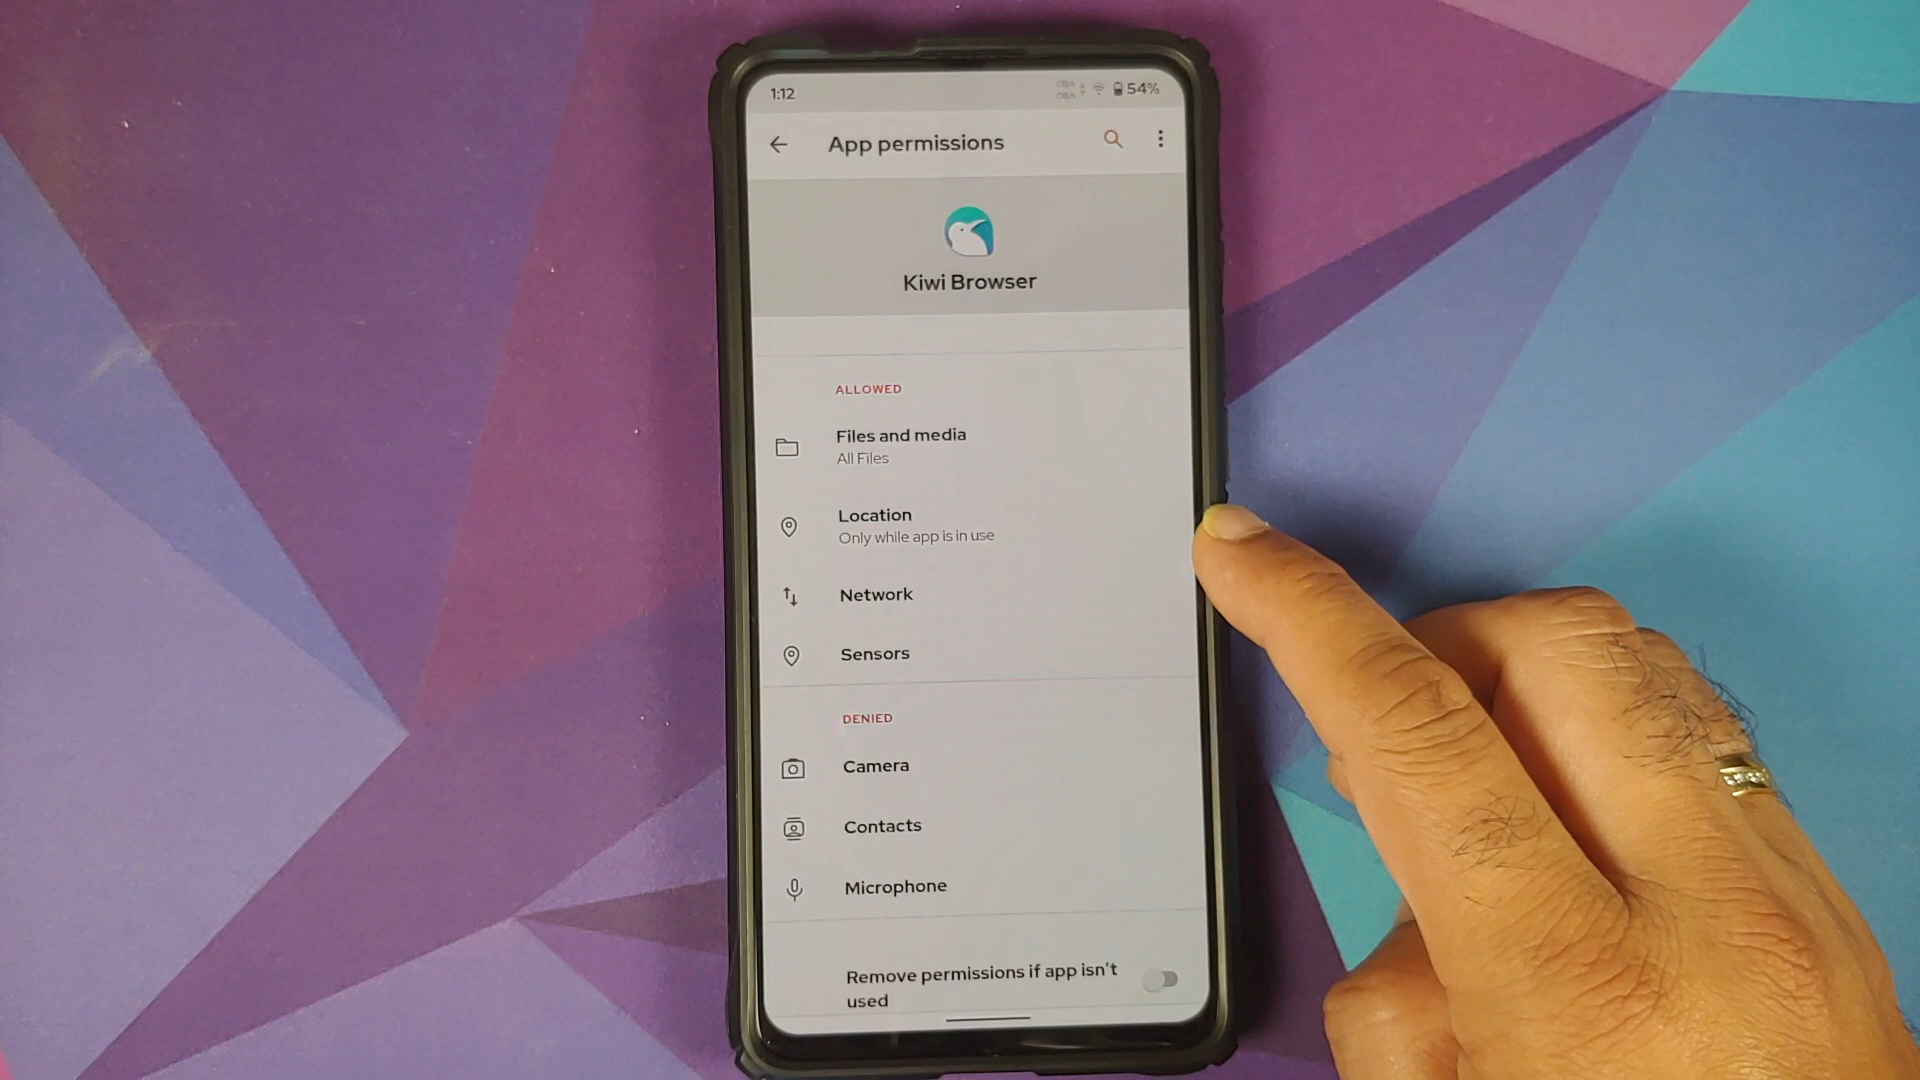 1:12
54%
App permissions
Kiwi Browser
ALLOWED
Files and media
All Files
Location
Only while app is in use
Network
Sensors
DENIED
Camera
Contacts
Microphone
Remove permissions if app isn't
used